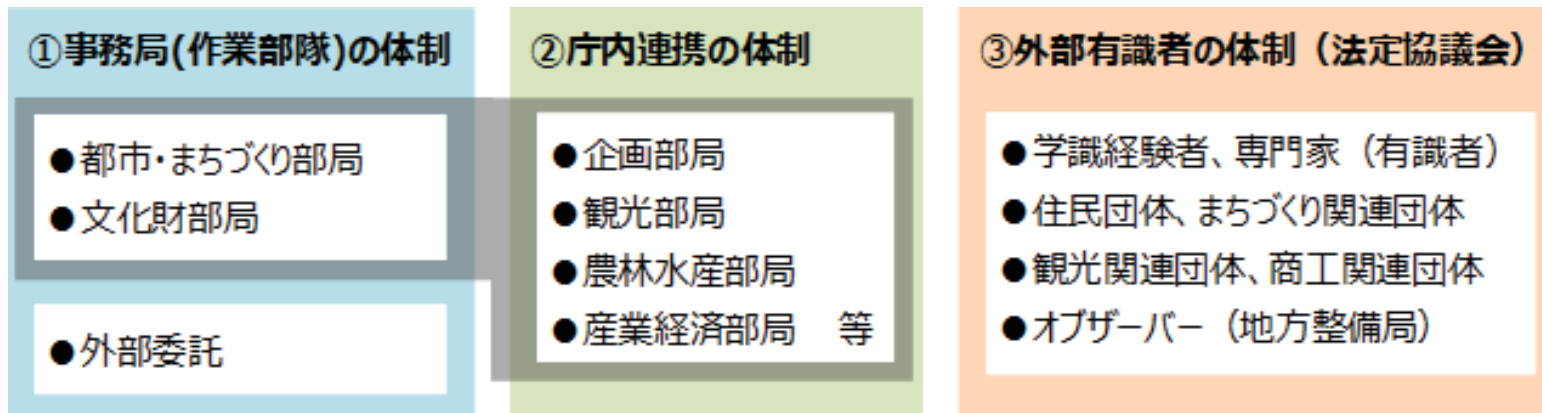 ①事務局(作業部隊)の体制
●都市・まちづくり部局
●文化財部局
●外部委託
②庁内連携の体制
●企画部局
●観光部局
●農林水産部局
●産業経済部局　等
③外部有識者の体制（法定協議会）
●学識経験者、専門家（有識者）
●住民団体、まちづくり関連団体
●観光関連団体、商工関連団体
●オブザーバー（地方整備局）